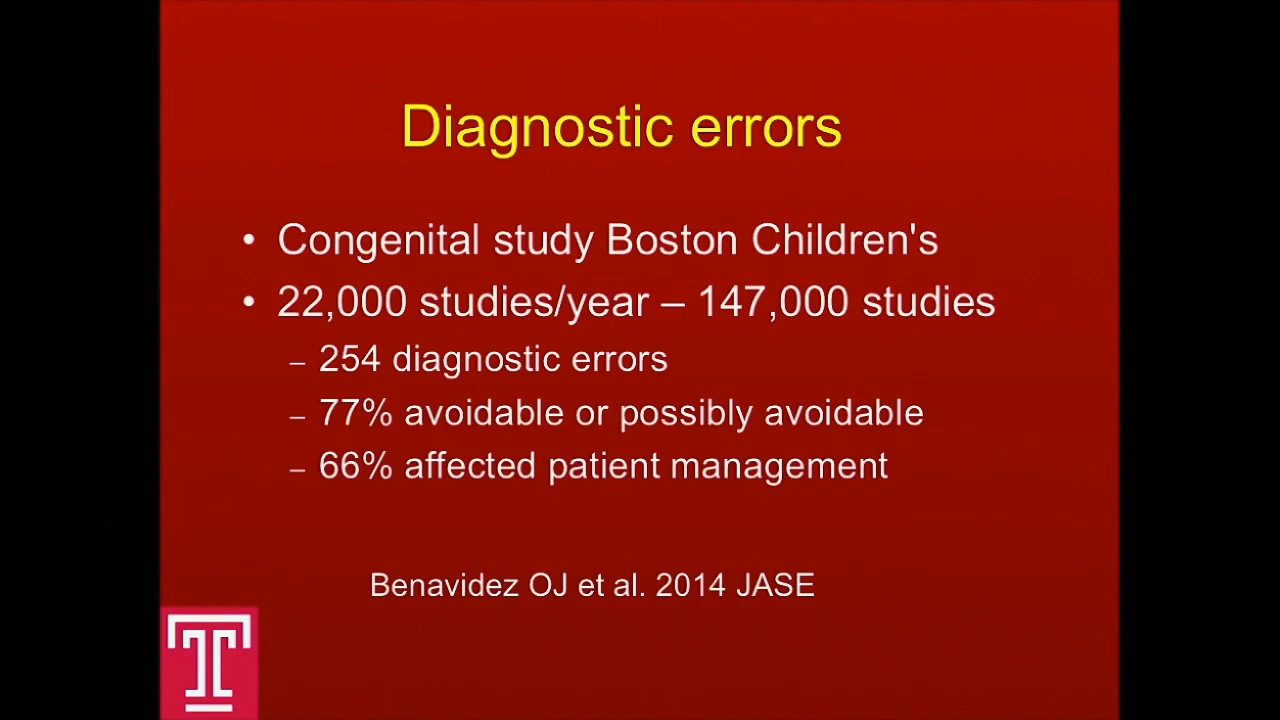 Diagnostic errors
• Congenital study Boston Children's
• 22,000 studies/year – 147,000 studies
– 254 diagnostic errors
– 77% avoidable or possibly avoidable
– 66% affected patient management
Benavidez OJ et al. 2014 JASE
T